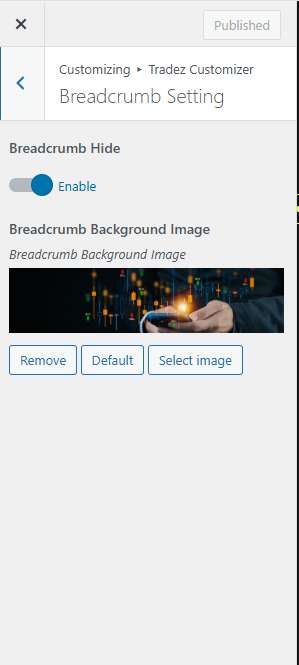 Published
Customizing ▸ Tradez Customizer
Breadcrumb Setting
Breadcrumb Hide
Enable
Breadcrumb Background Image
Breadcrumb Background Image
Remove
Default
Select image